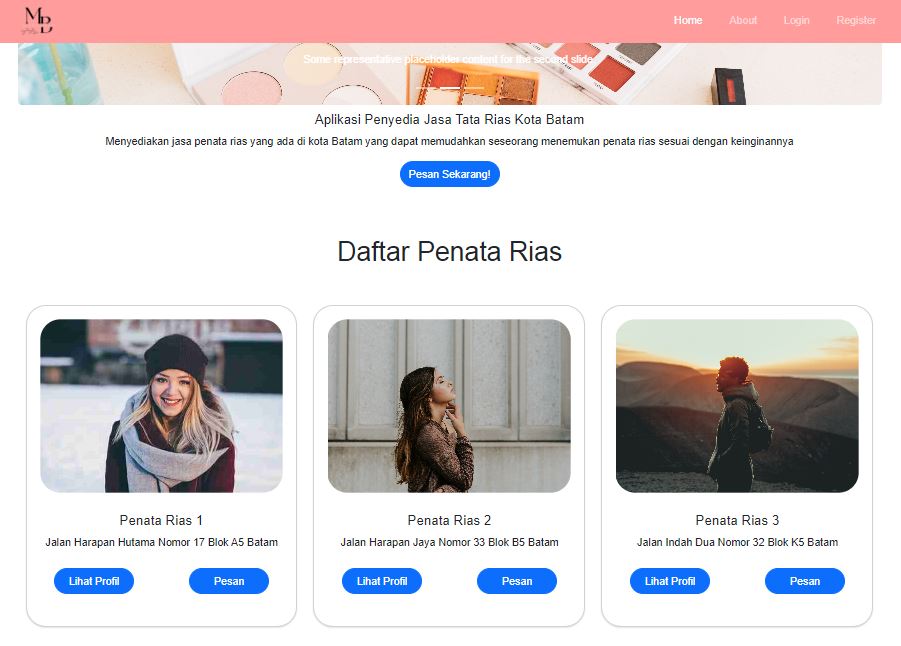 MB
Home About Login Register
Some representative placeholder content for the second slide.
Aplikasi Penyedia Jasa Tata Rias Kota Batam
Menyediakan jasa penata rias yang ada di kota Batam yang dapat memudahkan seseorang menemukan penata rias sesuai dengan keinginannya
Pesan Sekarang!
Daftar Penata Rias
Penata Rias 1
Jalan Harapan Hutama Nomor 17 Blok A5 Batam
Lihat Profil Pesan
Penata Rias 2
Jalan Harapan Jaya Nomor 33 Blok B5 Batam
Lihat Profil Pesan
Penata Rias 3
Jalan Indah Dua Nomor 32 Blok K5 Batam
Lihat Profil Pesan